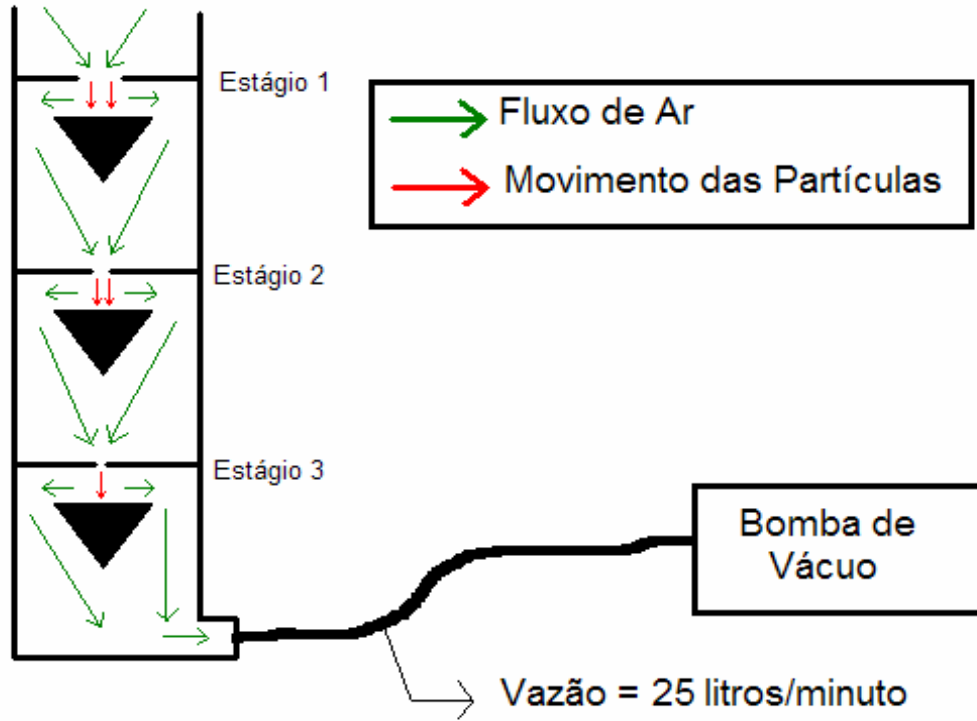 Estágio 1
Fluxo de Ar
Movimento das Partículas
Estágio 2
Estágio 3
Bomba de
Vácuo
Vazão = 25 litros/minuto